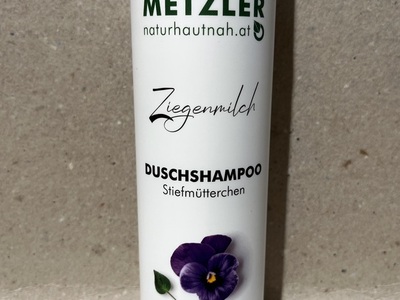 METZLER
naturhautnah.at
Ziegenmilch
DUSCHSHAMPOO
Stiefmütterchen